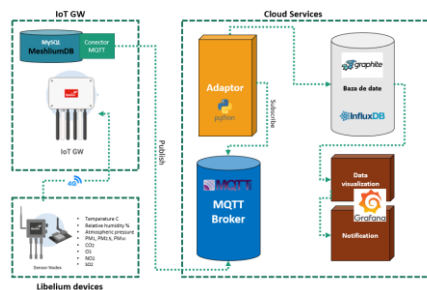 IoT GW
Cloud Services
MySQL
MeshliumDB
Conector
MQTT
IoT GW
4G
Temperature C
Relative humidity %
Atmospheric pressure
PM1, PM2.5, PM10
CO2
O3
NO2
SO2
Sensor Nodes
Libelium devices
Publish
Adaptor
python
Subscribe
MQTT
MQTT
Broker
graphite
Baza de date
InfluxDB
Data
visualization
Grafana
Notification